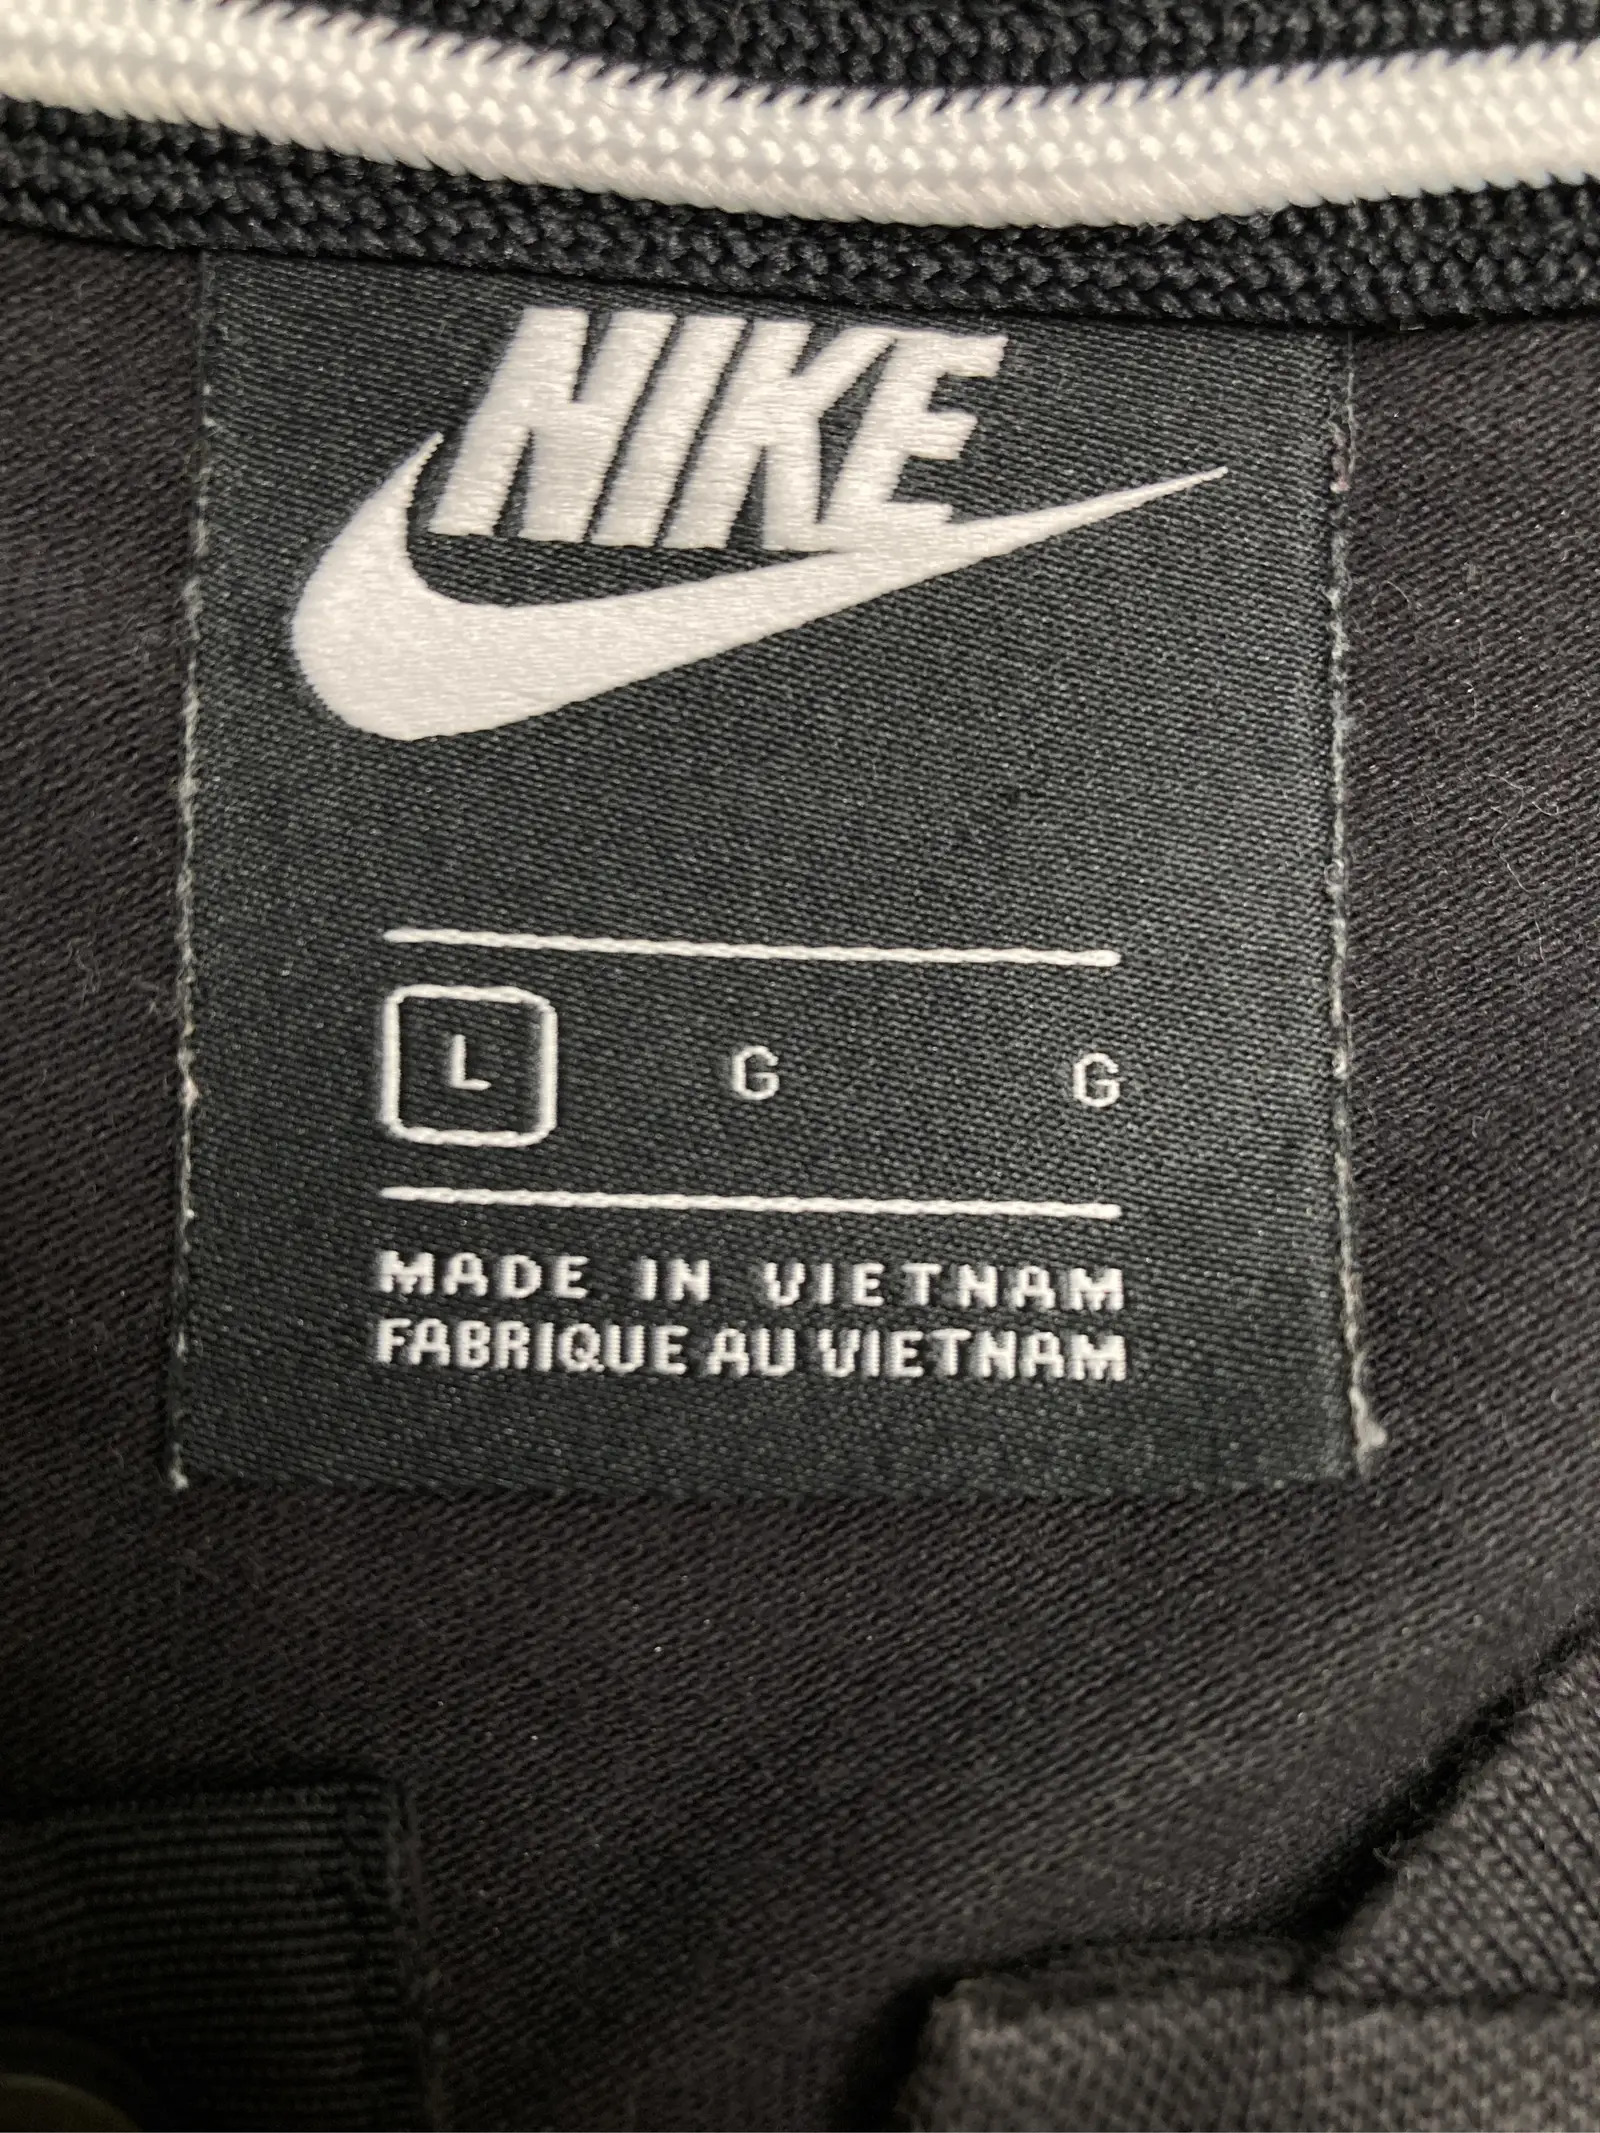 NIKE
L G G
MADE IN VIETNAM
FABRIQUE AU VIETNAM